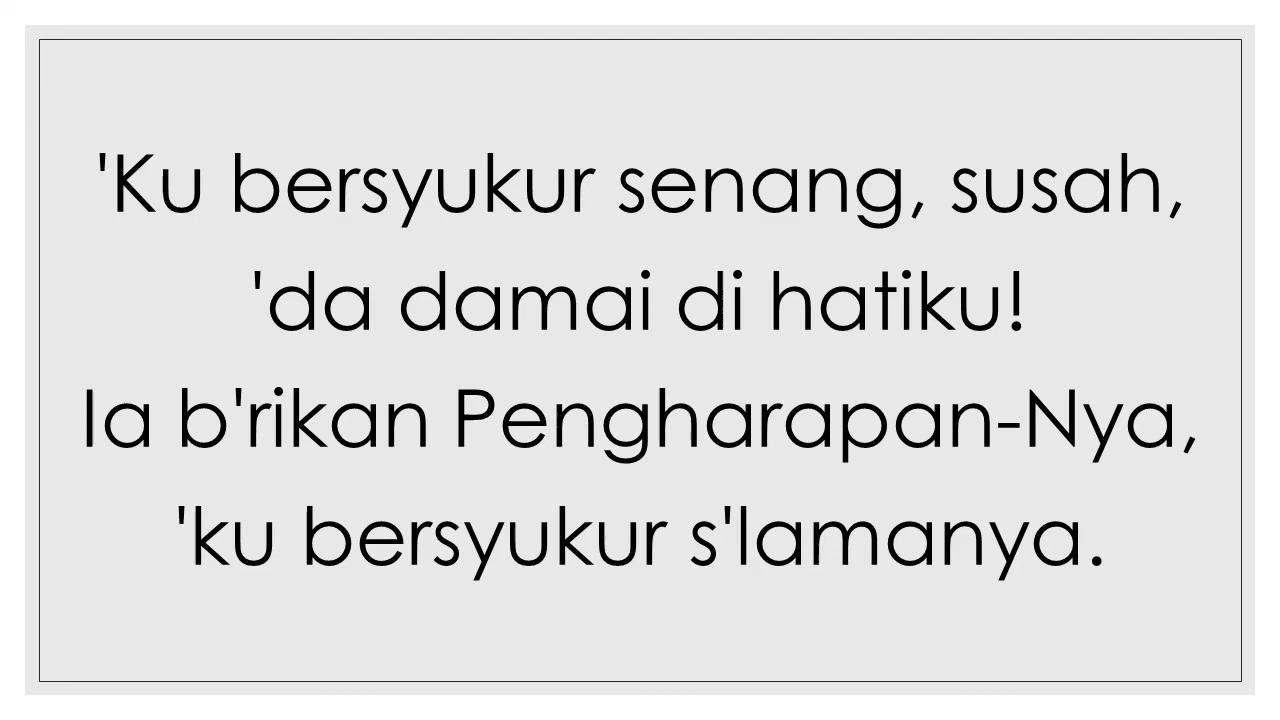 'Ku bersyukur senang, susah,
'da damai di hatiku!
Ia b'rikan Pengharapan-Nya,
'ku bersyukur s'lamanya.